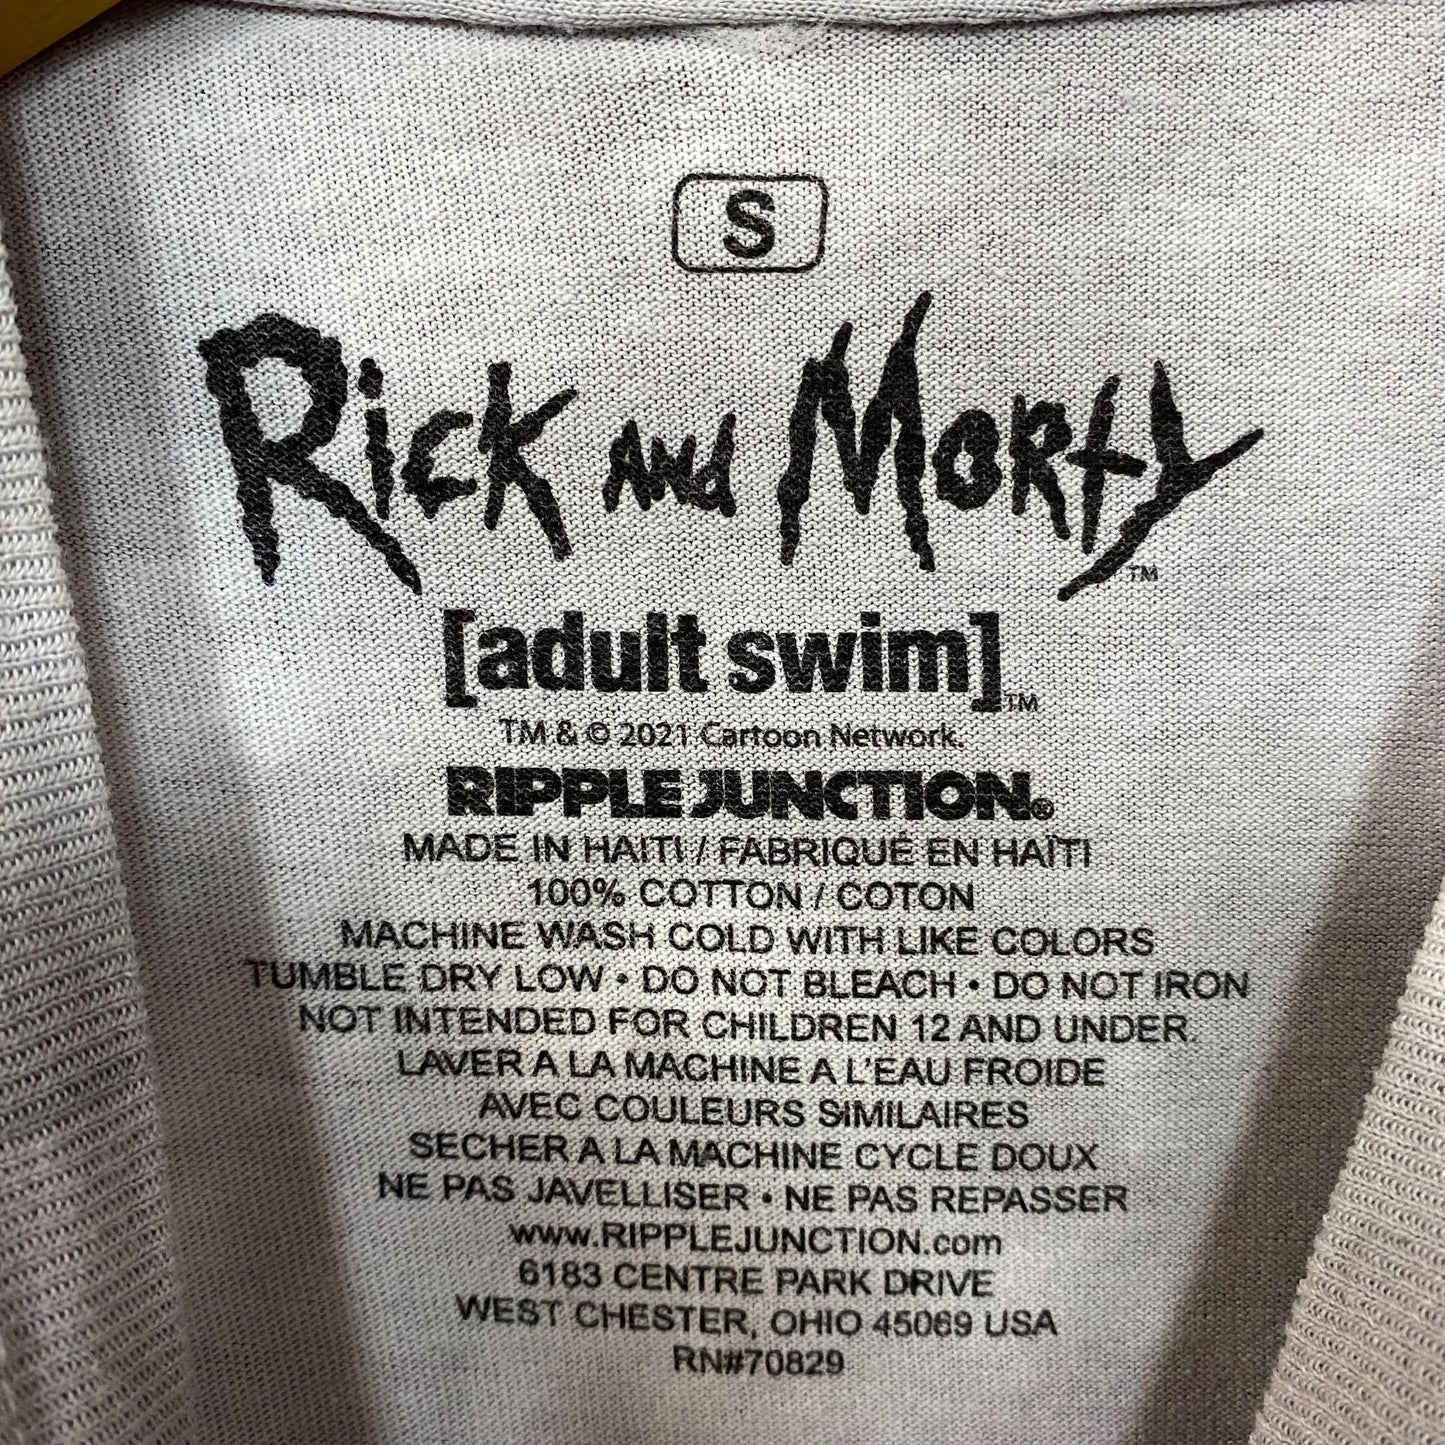 S
Rick and Morty™
[adult swim]™
TM & © 2021 Cartoon Network.
RIPPLE JUNCTION®
MADE IN HAITI / FABRIQUÉ EN HAÏTI
100% COTTON / COTON
MACHINE WASH COLD WITH LIKE COLORS
TUMBLE DRY LOW • DO NOT BLEACH • DO NOT IRON
NOT INTENDED FOR CHILDREN 12 AND UNDER.
LAVER A LA MACHINE A L'EAU FROIDE
AVEC COULEURS SIMILAIRES
SECHER A LA MACHINE CYCLE DOUX
NE PAS JAVELLISER • NE PAS REPASSER
www.RIPPLEJUNCTION.com
6183 CENTRE PARK DRIVE
WEST CHESTER, OHIO 45069 USA
RN#70829